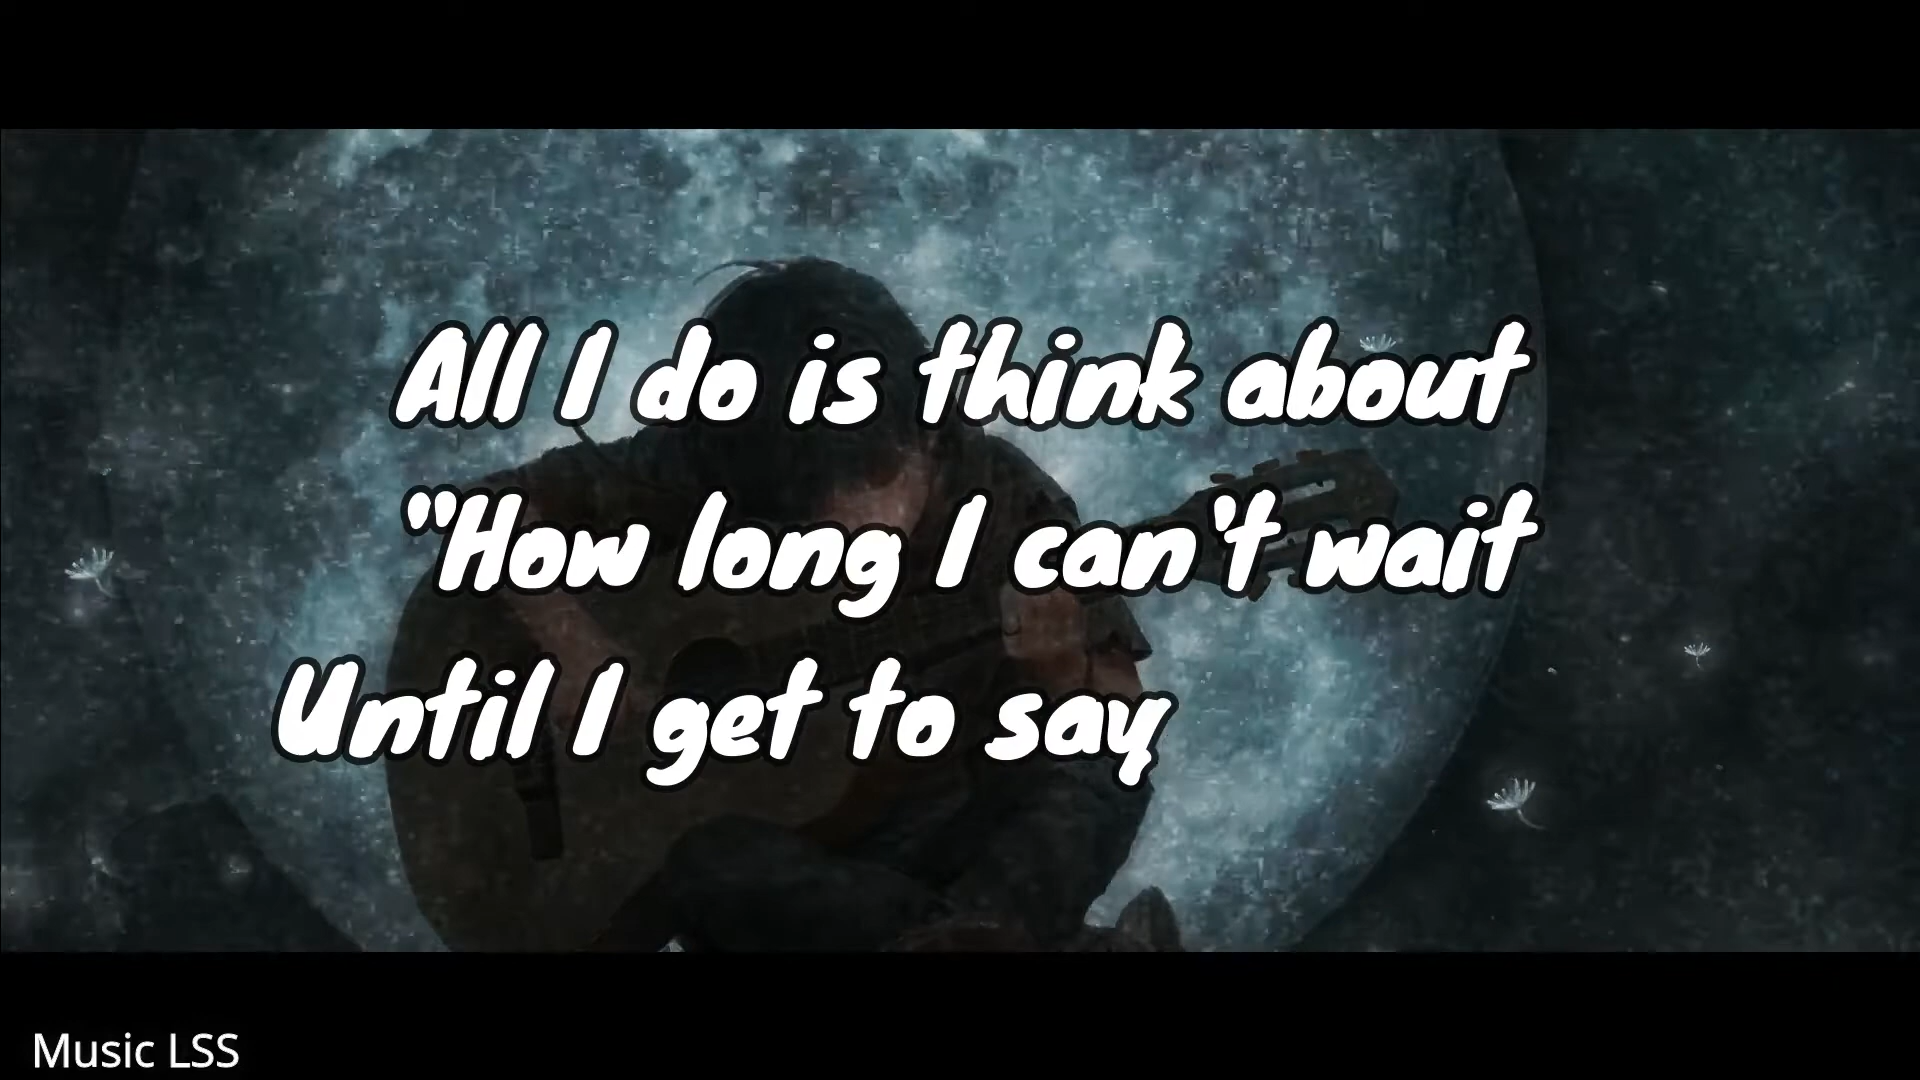 All I do is think about
"How long I can't wait
Until I get to say
Music LSS